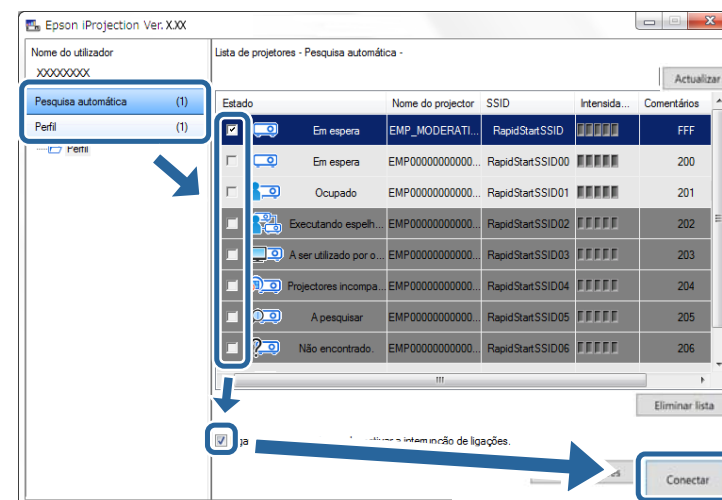 Epson iProjection Ver. X.XX
Nome do utilizador
XXXXXXXX
Lista de projetores - Pesquisa automática -
Actualizar
Pesquisa automática (1)
Perfil (1)
Perfil
Estado Nome do projector SSID Intensida... Comentários
Em espera EMP_MODERATI... RapidStartSSID FFF
Em espera EMP00000000000... RapidStartSSID00 200
Ocupado EMP00000000000... RapidStartSSID01 201
Executando espelh... EMP00000000000... RapidStartSSID02 202
A ser utilizado por o... EMP00000000000... RapidStartSSID03 203
Projectores incompa... EMP00000000000... RapidStartSSID04 204
A pesquisar EMP00000000000... RapidStartSSID05 205
Não encontrado. EMP00000000000... RapidStartSSID06 206
Eliminar lista
a interrupção de ligações.
Conectar